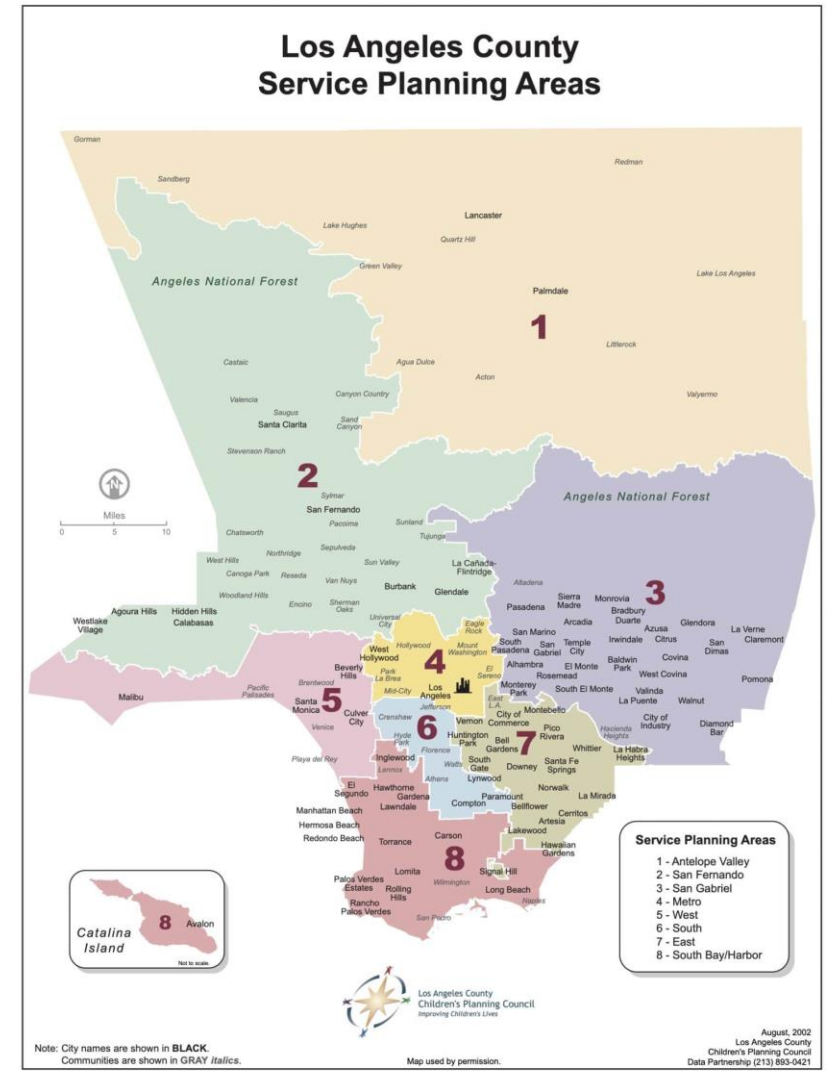 Los Angeles County
Service Planning Areas
Gorman
Redman
Sandberg
Lancaster
Lake Hughes
Quartz Hill
Green Valley
Lake Los Angeles
Angeles National Forest
Palmdale
1
Littlerock
Castaic
Agua Dulce
Acton
Valyermo
Canyon Country
Valencia
Saugus
Santa Clarita
Sand
Canyon
Stevenson Ranch
2
Angeles National Forest
N
Miles
0 5 10
Sylmar
San Fernando
Pacoima
Sunland
Tujunga
Chatsworth
Sepulveda
Northridge
West Hills
Sun Valley
La Cañada-
Flintridge
Canoga Park
Reseda
Van Nuys
Burbank
Glendale
Woodland Hills
Encino
Sherman
Oaks
Universal
City
Agoura Hills
Hidden Hills
Calabasas
Westlake
Village
Altadena
3
Pasadena
Sierra
Madre
Monrovia
Bradbury
Duarte
Arcadia
Azusa
Glendora
La Verne
Claremont
San Marino
South
Pasadena
San
Gabriel
Temple
City
Irwindale
Citrus
San
Dimas
Covina
Alhambra
El Monte
Rosemead
Baldwin
Park
West Covina
Pomona
Monterey
Park
South El Monte
Valinda
La Puente
Walnut
City of
Industry
Diamond
Bar
Hacienda
Heights
Eagle
Rock
Hollywood
West
Hollywood
4
Mount
Washington
El
Sereno
Park
La Brea
Mid-City
Los
Angeles
Beverly
Hills
Brentwood
Pacific
Palisades
Malibu
5
Santa
Monica
Culver
City
Venice
Playa del Rey
Jefferson
Crenshaw
6
Hyde
Park
Florence
Watts
Athens
Lynwood
Compton
Paramount
East
L.A.
Montebello
City of
Commerce
Vernon
Huntington
Park
Bell
Gardens
7
Pico
Rivera
Whittier
La Habra
Heights
South
Gate
Downey
Santa Fe
Springs
Norwalk
La Mirada
Bellflower
Cerritos
Artesia
Lakewood
Hawaiian
Gardens
Signal Hill
Inglewood
Lennox
El
Segundo
Hawthorne
Gardena
Lawndale
Manhattan Beach
Hermosa Beach
Redondo Beach
Torrance
Carson
8
Lomita
Wilmington
Long Beach
Naples
Palos Verdes
Estates
Rolling
Hills
Rancho
Palos Verdes
San Pedro
Catalina
Island
8
Avalon
Not to scale.
Service Planning Areas
1 - Antelope Valley
2 - San Fernando
3 - San Gabriel
4 - Metro
5 - West
6 - South
7 - East
8 - South Bay/Harbor
Los Angeles County
Children's Planning Council
Improving Children's Lives
Note: City names are shown in BLACK.
Communities are shown in GRAY italics.
Map used by permission.
August, 2002
Los Angeles County
Children's Planning Council
Data Partnership (213) 893-0421